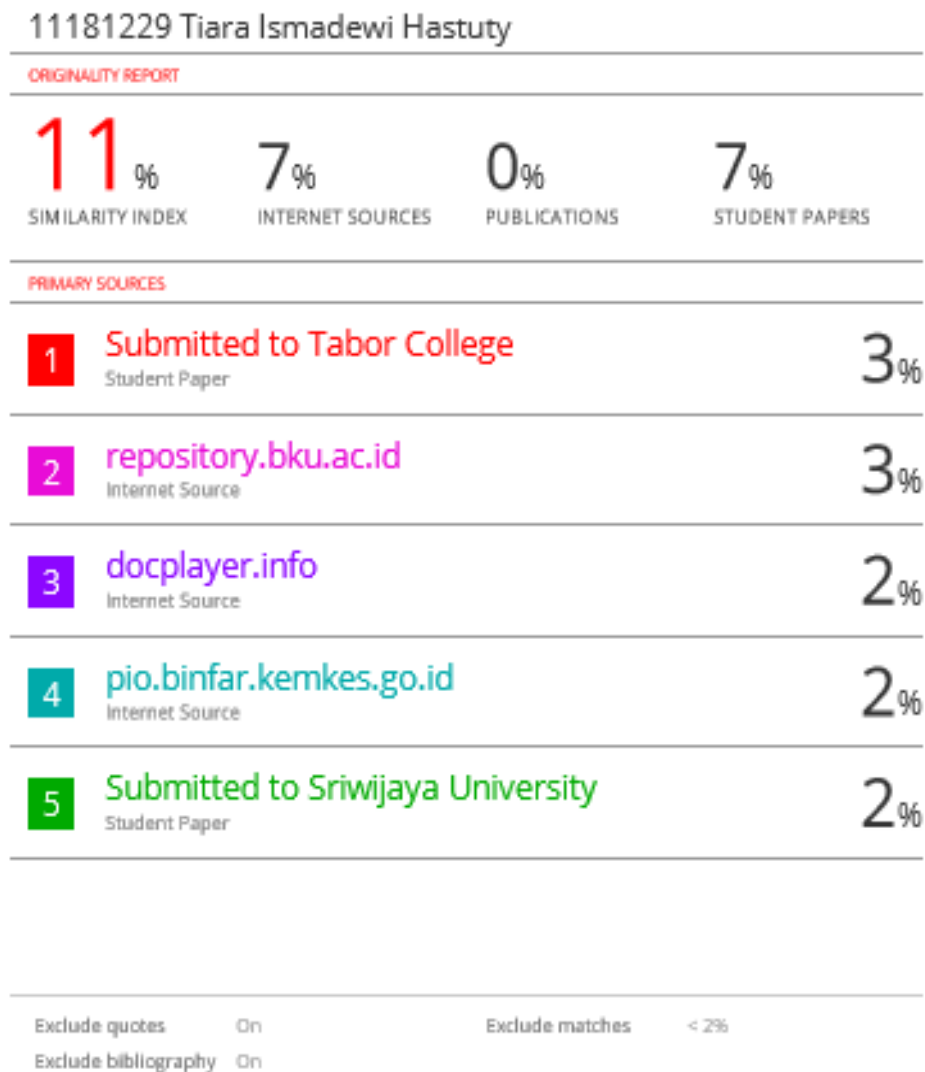 11181229 Tiara Ismadewi Hastuty
ORIGINALITY REPORT
11% 7% 0% 7%
SIMILARITY INDEX INTERNET SOURCES PUBLICATIONS STUDENT PAPERS
PRIMARY SOURCES
1 Submitted to Tabor College 3%
Student Paper
2 repository.bku.ac.id 3%
Internet Source
3 docplayer.info 2%
Internet Source
4 pio.binfar.kemkes.go.id 2%
Internet Source
5 Submitted to Sriwijaya University 2%
Student Paper
Exclude quotes On Exclude matches < 2%
Exclude bibliography On